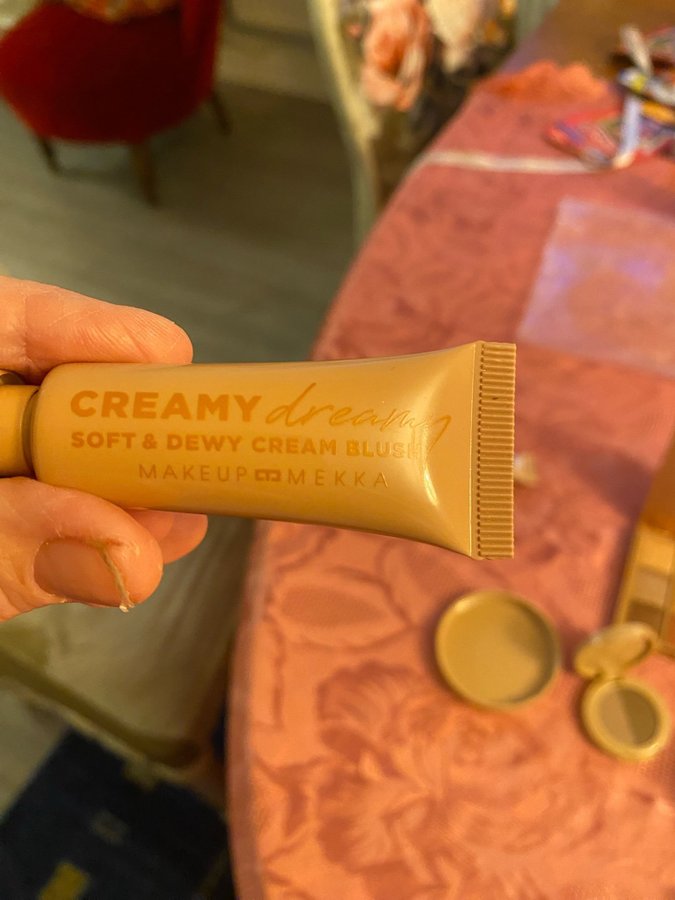 CREAMY dreamy
SOFT & DEWY CREAM BLUSH
MAKEUP MEKKA